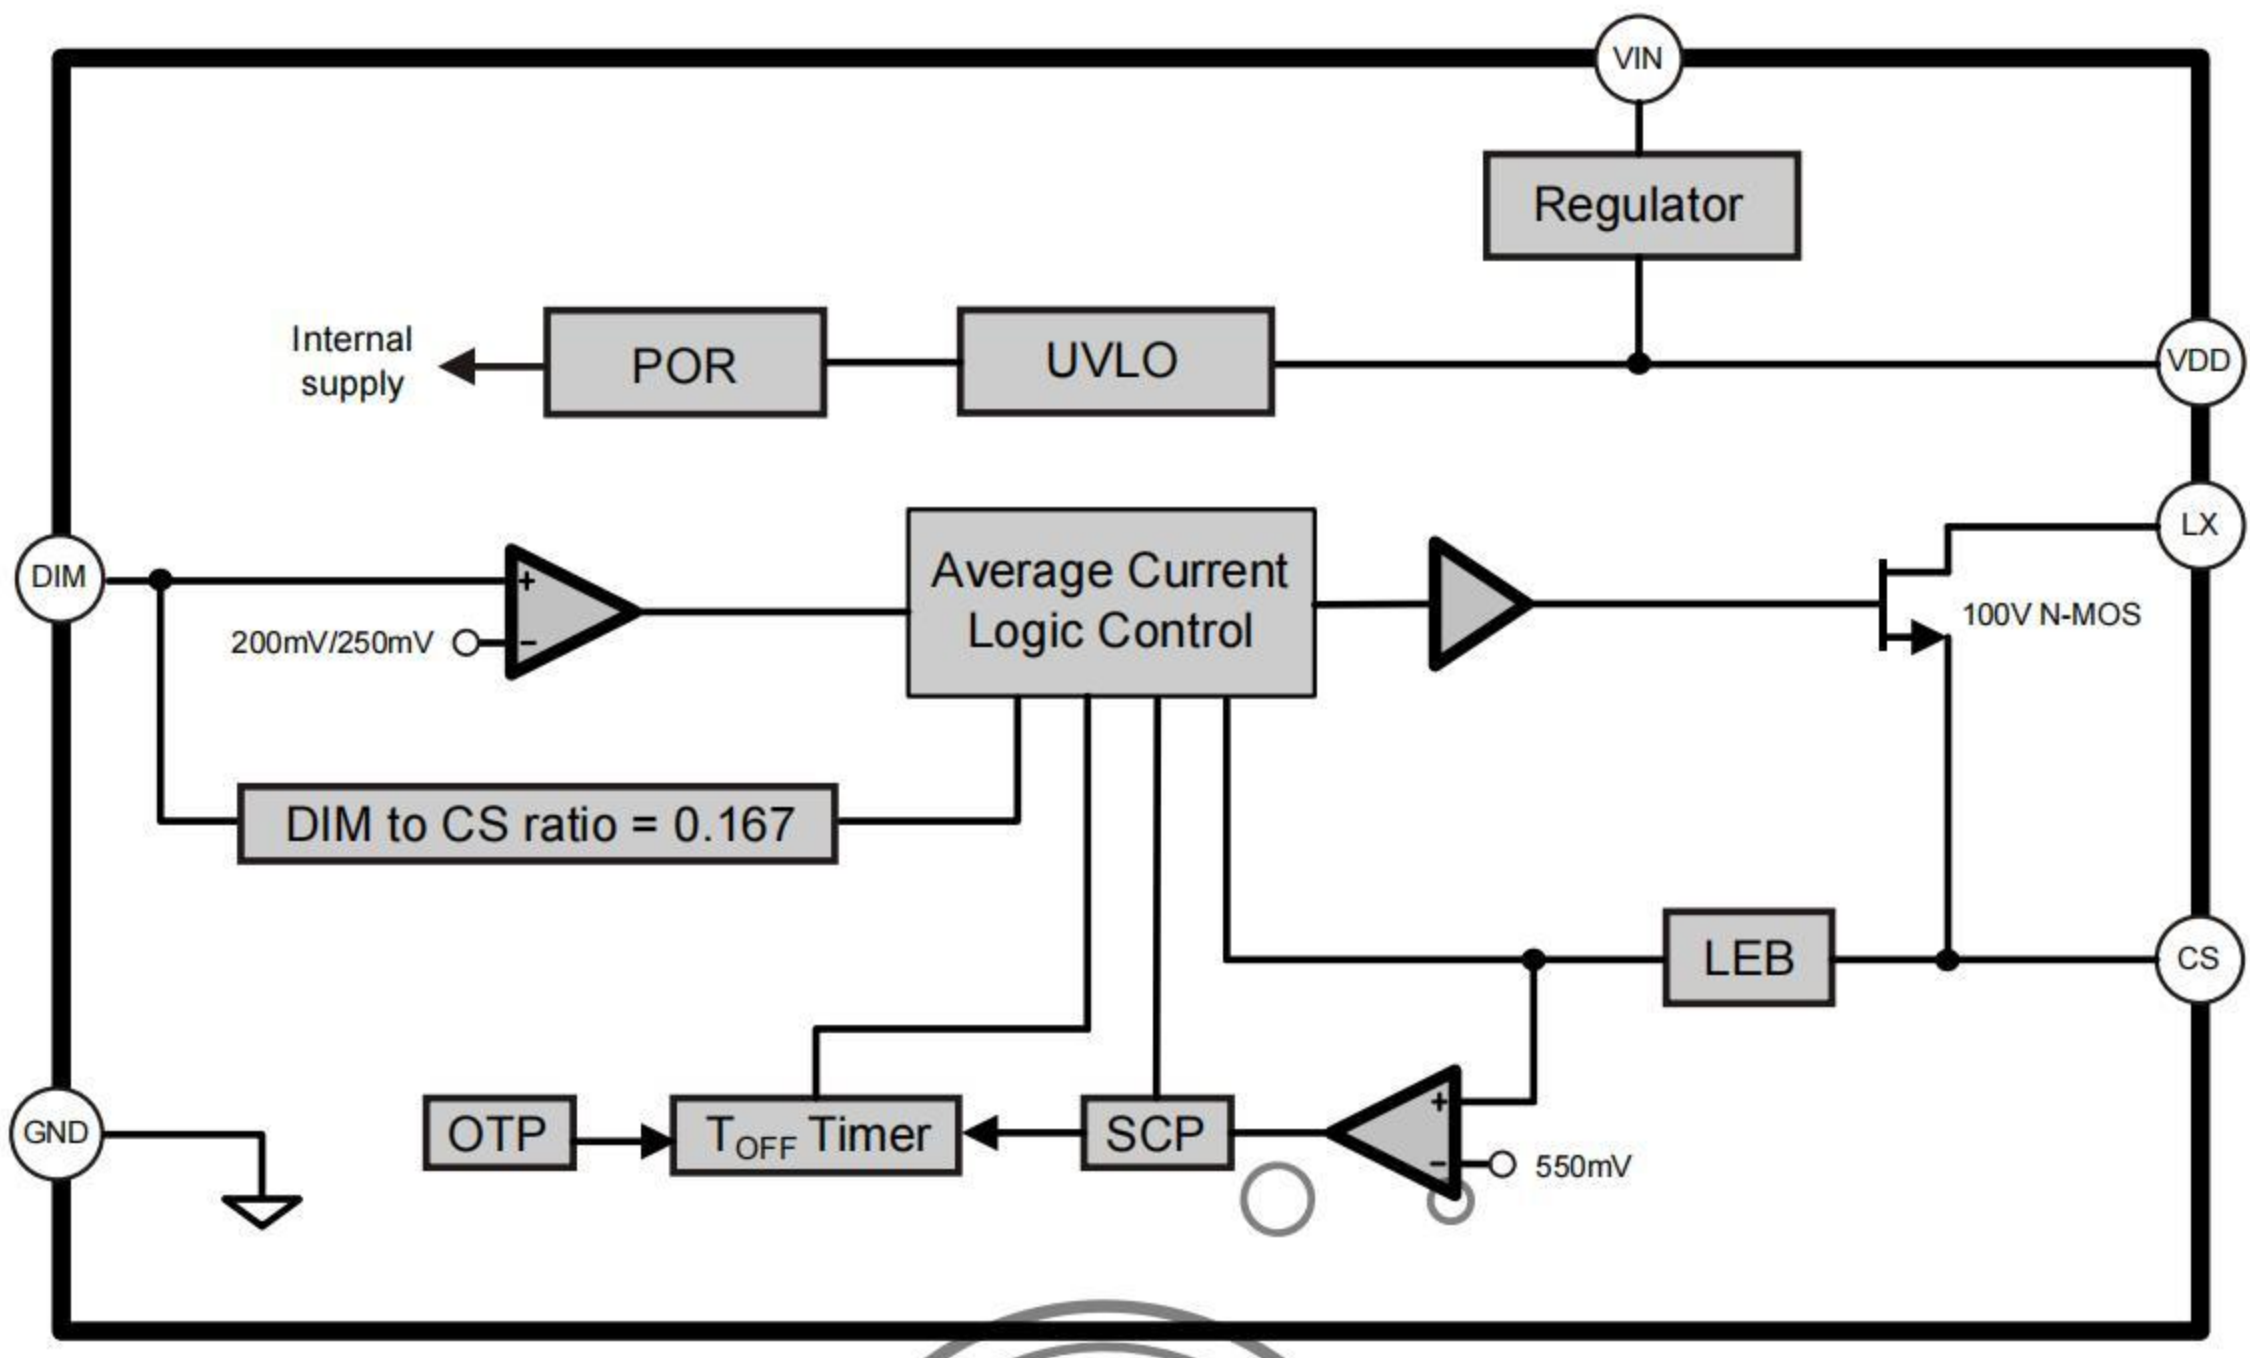 VIN
Regulator
Internal
supply
POR
UVLO
VDD
LX
DIM
+
200mV/250mV
−
Average Current
Logic Control
100V N-MOS
DIM to CS ratio = 0.167
LEB
CS
GND
OTP
TOFF Timer
SCP
+
−
550mV